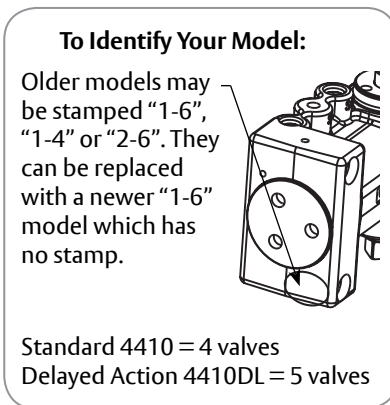 To Identify Your Model:
Older models may
be stamped “1-6”,
“1-4” or “2-6”. They
can be replaced
with a newer “1-6”
model which has
no stamp.
Standard 4410 = 4 valves
Delayed Action 4410DL = 5 valves